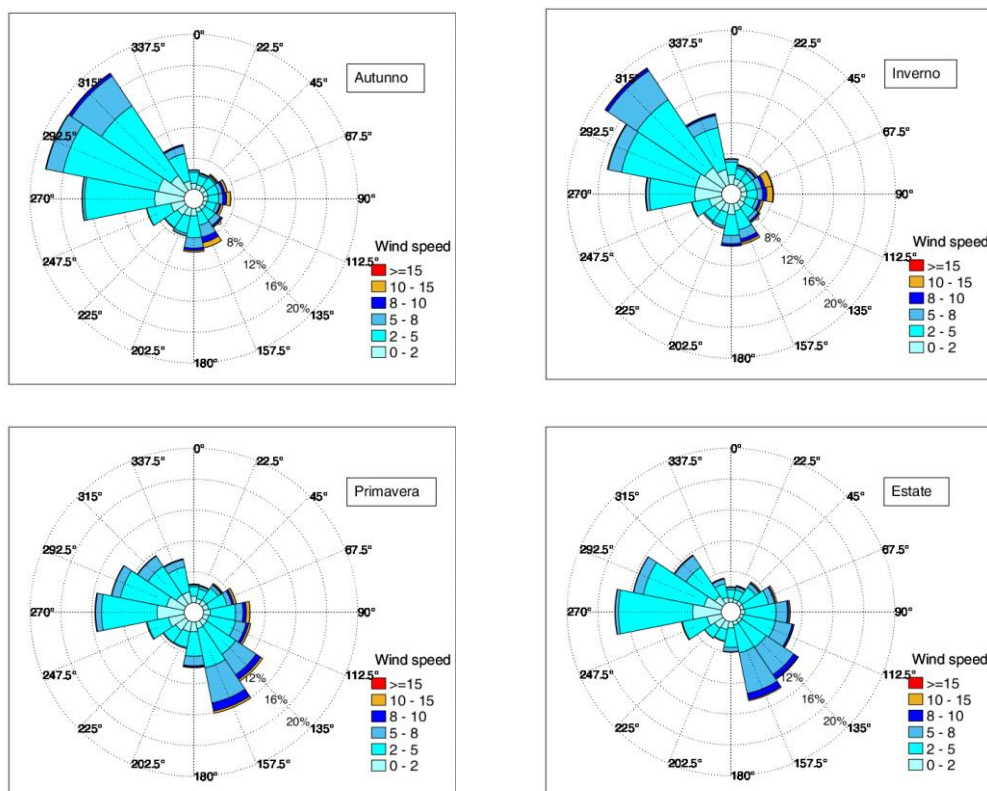 0°
337.5°
22.5°
Autunno
315°
45°
292.5°
67.5°
270°
90°
8%
247.5°
112.5°
12%
Wind speed
16%
>=15
10 - 15
20%
8 - 10
225°
135°
5 - 8
2 - 5
202.5°
157.5°
0 - 2
180°
0°
337.5°
22.5°
Inverno
315°
45°
292.5°
67.5°
270°
90°
8%
247.5°
112.5°
12%
Wind speed
16%
>=15
10 - 15
20%
8 - 10
225°
135°
5 - 8
2 - 5
202.5°
157.5°
0 - 2
180°
0°
337.5°
22.5°
Primavera
315°
45°
292.5°
67.5°
270°
90°
247.5°
112.5°
12%
Wind speed
16%
>=15
10 - 15
20%
8 - 10
225°
135°
5 - 8
2 - 5
202.5°
157.5°
0 - 2
180°
0°
337.5°
22.5°
Estate
315°
45°
292.5°
67.5°
270°
90°
247.5°
112.5°
12%
Wind speed
16%
>=15
10 - 15
20%
8 - 10
225°
135°
5 - 8
2 - 5
202.5°
157.5°
0 - 2
180°